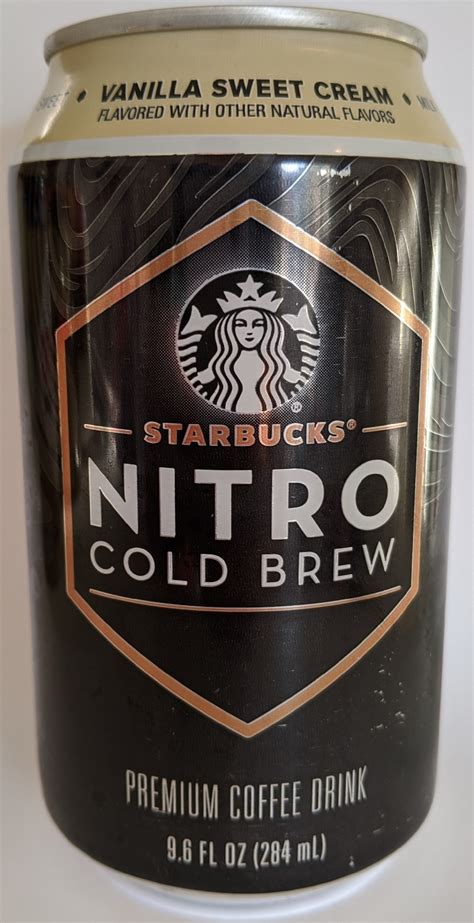 • VANILLA SWEET CREAM •
FLAVORED WITH OTHER NATURAL FLAVORS
®
STARBUCKS®
NITRO
COLD BREW
PREMIUM COFFEE DRINK
9.6 FL OZ (284 mL)